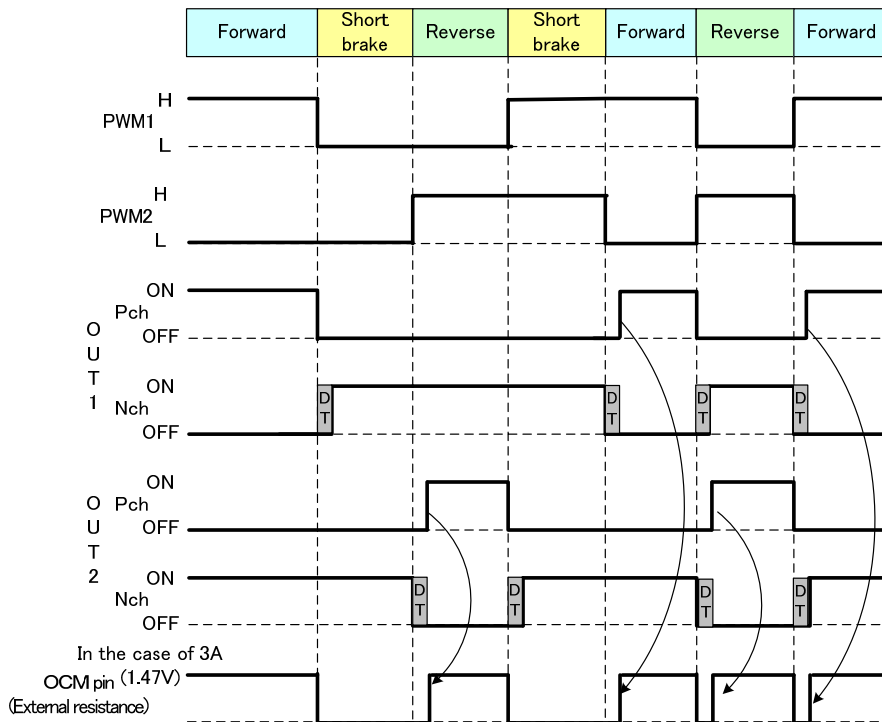 Forward
Short
brake
Reverse
Short
brake
Forward
Reverse
Forward
H
PWM1
L
H
PWM2
L
OUT1
ON
Pch
OFF
ON
Nch
OFF
DT
DT
DT
DT
OUT2
ON
Pch
OFF
ON
Nch
OFF
DT
DT
DT
DT
In the case of 3A
OCM pin (1.47V)
(External resistance)